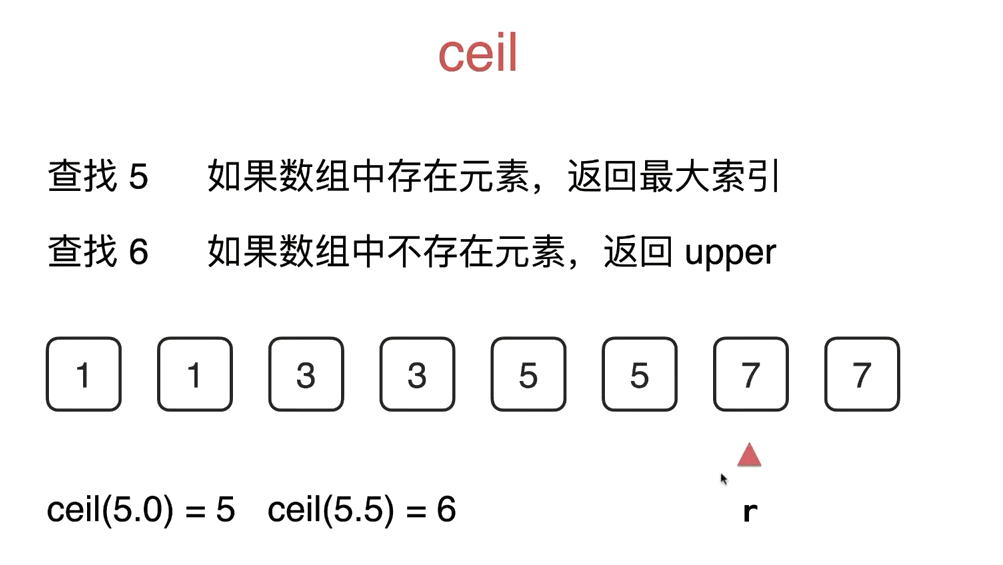 ceil
查找 5 如果数组中存在元素，返回最大索引
查找 6 如果数组中不存在元素，返回 upper
1 1 3 3 5 5 7 7
ceil(5.0) = 5 ceil(5.5) = 6 r